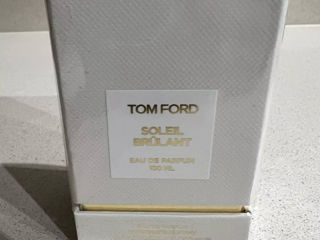 TOM FORD
SOLEIL
BRÛLANT
EAU DE PARFUM
100 ML